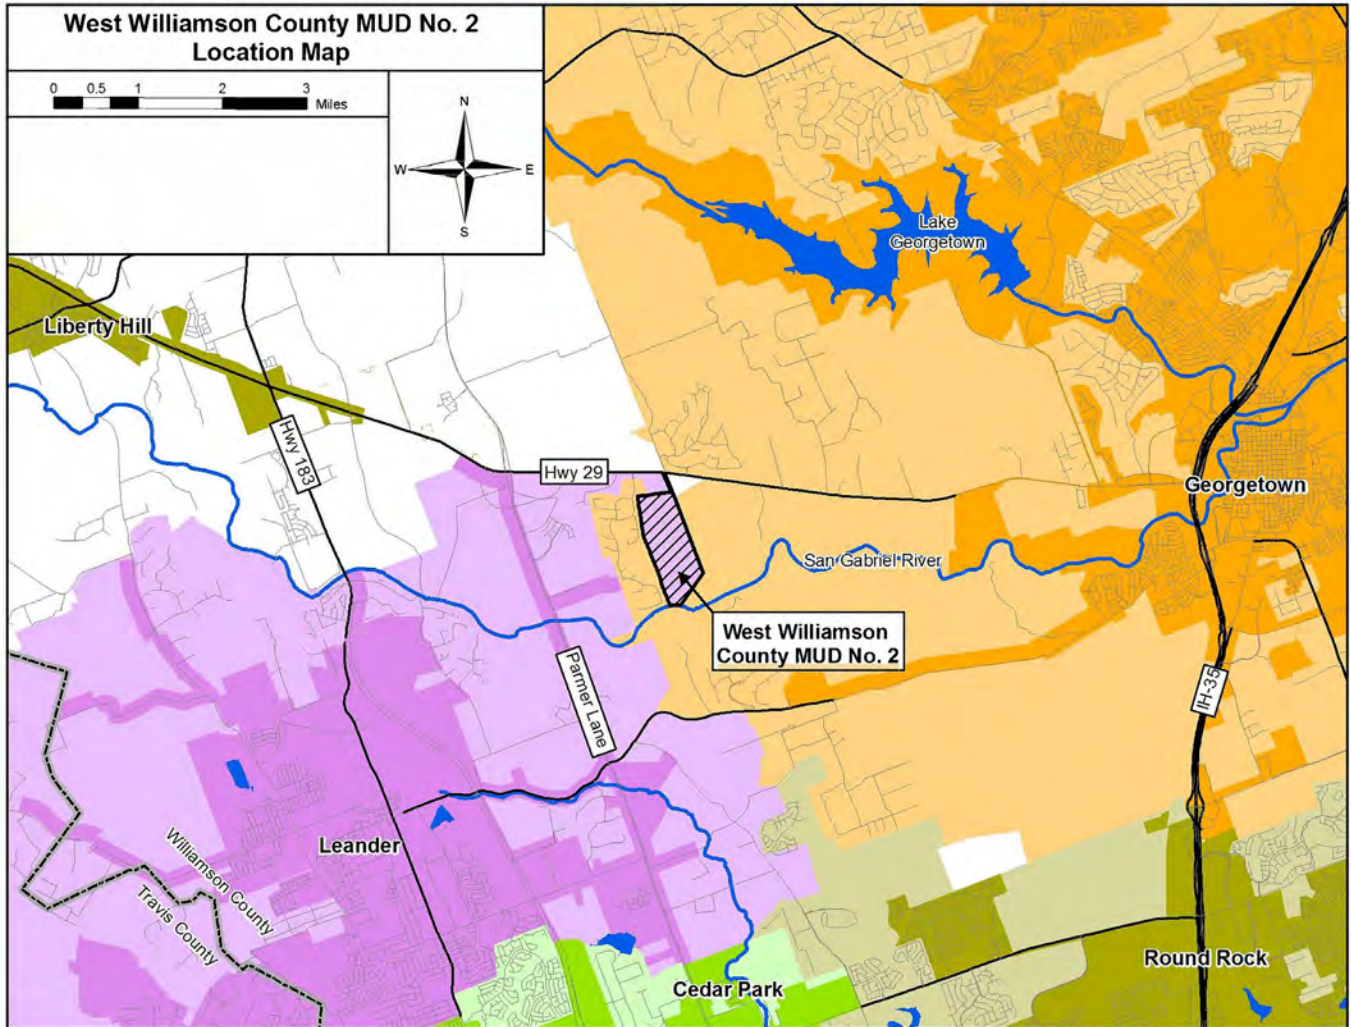 West Williamson County MUD No. 2
Location Map
0 0.5 1 2 3
Miles
N
W E
S
Lake
Georgetown
Liberty Hill
Hwy 183
Hwy 29
Georgetown
San Gabriel River
West Williamson
County MUD No. 2
Parmer Lane
IH-35
Leander
Williamson County
Travis County
Round Rock
Cedar Park